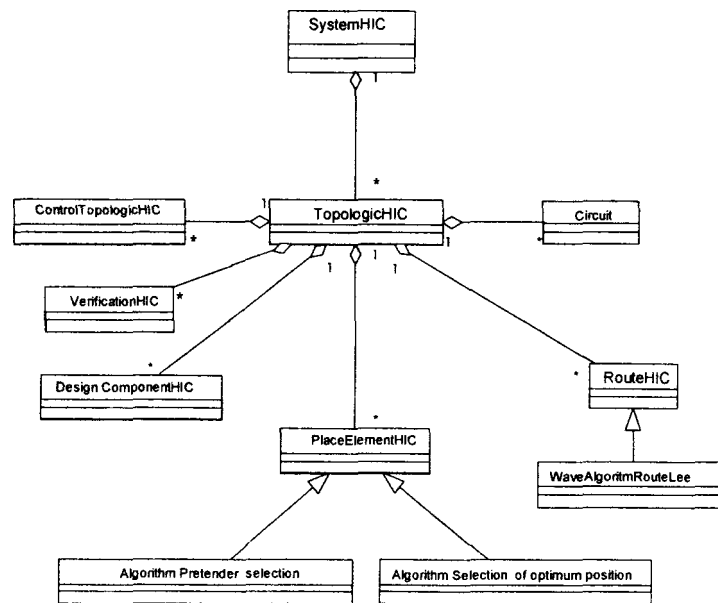 SystemHIC
1
*
ControlTopologicHIC
*
1
TopologicHIC
1
Circuit
*
1
1
1
VerificationHIC
*
Design ComponentHIC
*
RouteHIC
*
PlaceElementHIC
*
WaveAlgoritmRouteLee
Algorithm Pretender selection
Algorithm Selection of optimum position